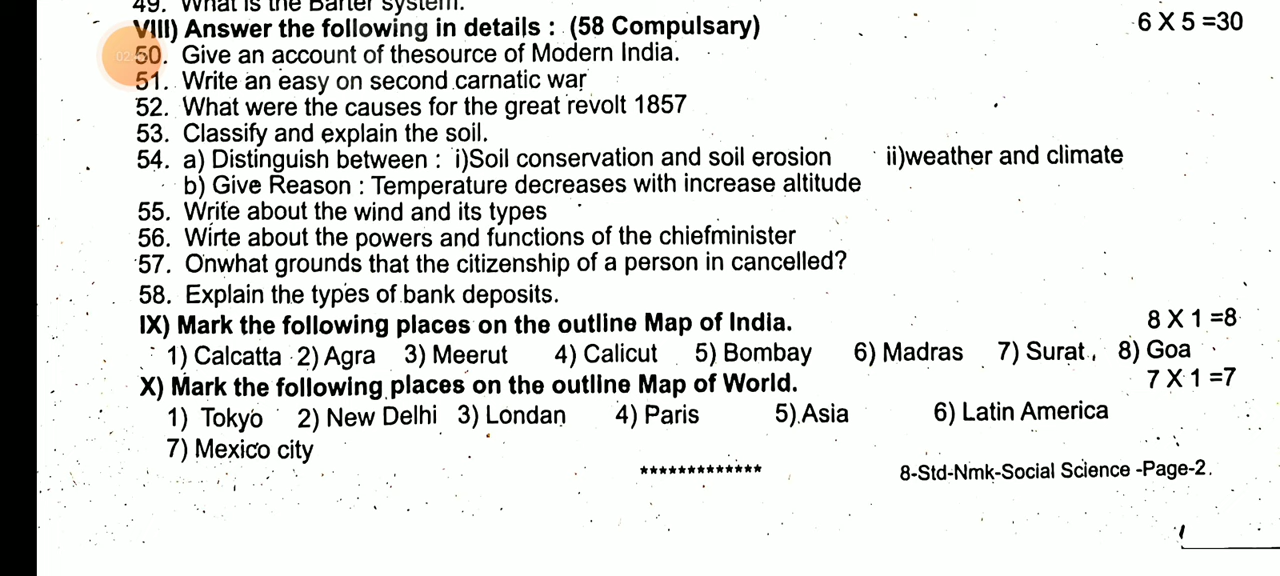 49. What is the Barter system.
VIII) Answer the following in details : (58 Compulsary) 6 X 5 =30
50. Give an account of thesource of Modern India.
51. Write an easy on second carnatic war
52. What were the causes for the great revolt 1857
53. Classify and explain the soil.
54. a) Distinguish between : i)Soil conservation and soil erosion ii)weather and climate
b) Give Reason : Temperature decreases with increase altitude
55. Write about the wind and its types
56. Wirte about the powers and functions of the chiefminister
57. Onwhat grounds that the citizenship of a person in cancelled?
58. Explain the types of bank deposits.
IX) Mark the following places on the outline Map of India. 8 X 1 =8
1) Calcatta 2) Agra 3) Meerut 4) Calicut 5) Bombay 6) Madras 7) Surat 8) Goa
X) Mark the following places on the outline Map of World. 7 X 1 =7
1) Tokyo 2) New Delhi 3) Londan 4) Paris 5) Asia 6) Latin America
7) Mexico city
*************
8-Std-Nmk-Social Science -Page-2.